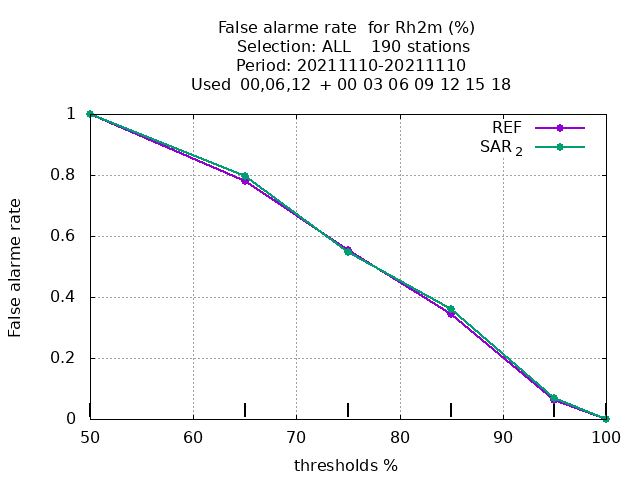 False alarme rate  for Rh2m (%)
Selection: ALL    190 stations
Period: 20211110-20211110
Used  00,06,12  + 00 03 06 09 12 15 18
REF
SAR 2
1
0.8
0.6
0.4
0.2
0
False alarme rate
50 60 70 80 90 100
thresholds %